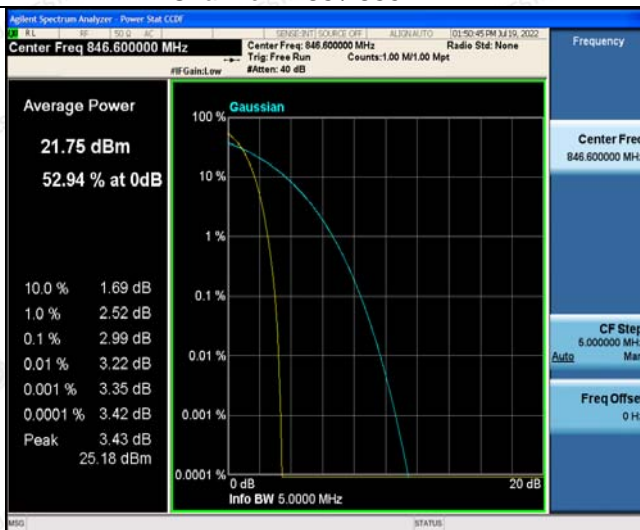 Agilent Spectrum Analyzer - Power Stat CCDF
RL RF 50 Ω AC SENSE:INT SOURCE OFF ALIGN AUTO 01:50:45 PM Jul 19, 2022
Center Freq 846.600000 MHz
Center Freq: 846.600000 MHz Radio Std: None
Trig: Free Run Counts:1.00 M/1.00 Mpt
#IFGain:Low #Atten: 40 dB
Frequency
Average Power
21.75 dBm
52.94 % at 0dB
10.0 % 1.69 dB
1.0 % 2.52 dB
0.1 % 2.99 dB
0.01 % 3.22 dB
0.001 % 3.35 dB
0.0001 % 3.42 dB
Peak 3.43 dB
25.18 dBm
Gaussian
100 %
10 %
1 %
0.1 %
0.01 %
0.001 %
0.0001 %
0 dB 20 dB
Info BW 5.0000 MHz
Center Freq
846.600000 MHz
CF Step
5.000000 MHz
Auto Man
Freq Offset
0 Hz
MSG STATUS